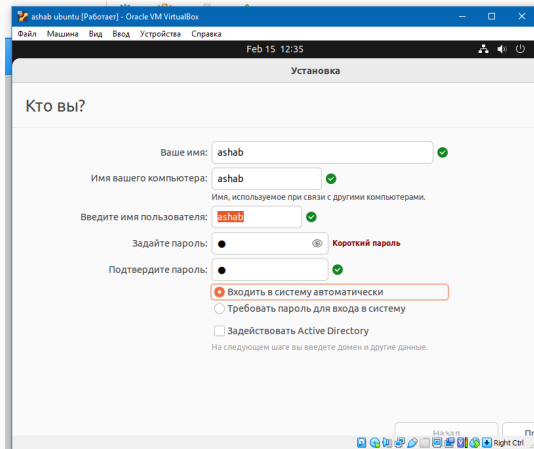 ashab ubuntu [Работает] - Oracle VM VirtualBox
Файл Машина Вид Ввод Устройства Справка
Feb 15 12:35
Установка
Кто вы?
Ваше имя: ashab
Имя вашего компьютера: ashab
Имя, используемое при связи с другими компьютерами.
Введите имя пользователя: ashab
Задайте пароль: ● Короткий пароль
Подтвердите пароль: ●
Входить в систему автоматически
Требовать пароль для входа в систему
Задействовать Active Directory
На следующем шаге вы введете домен и другие данные.
Назад
Right Ctrl